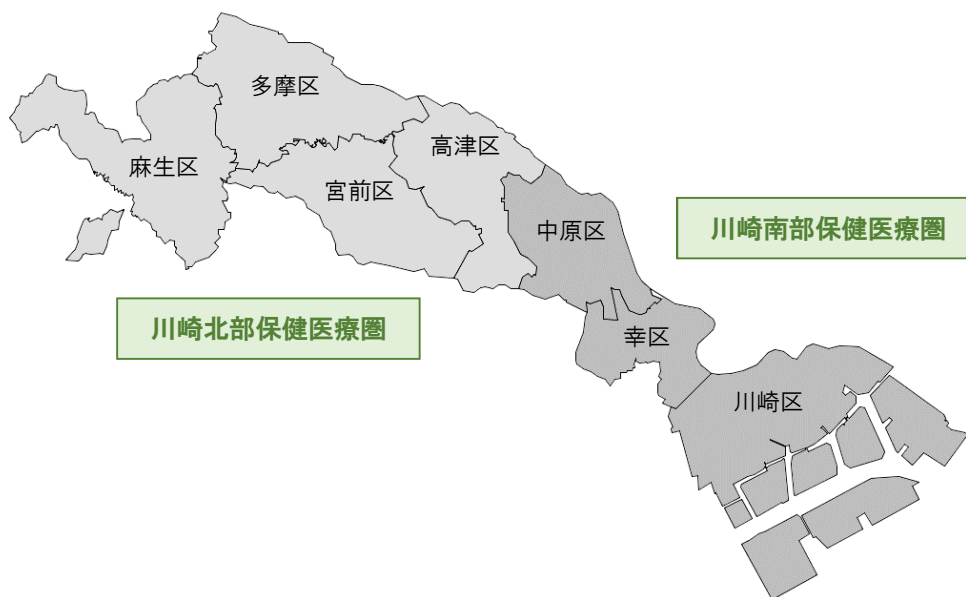 多摩区
高津区
麻生区
宮前区
中原区
川崎南部保健医療圏
川崎北部保健医療圏
幸区
川崎区